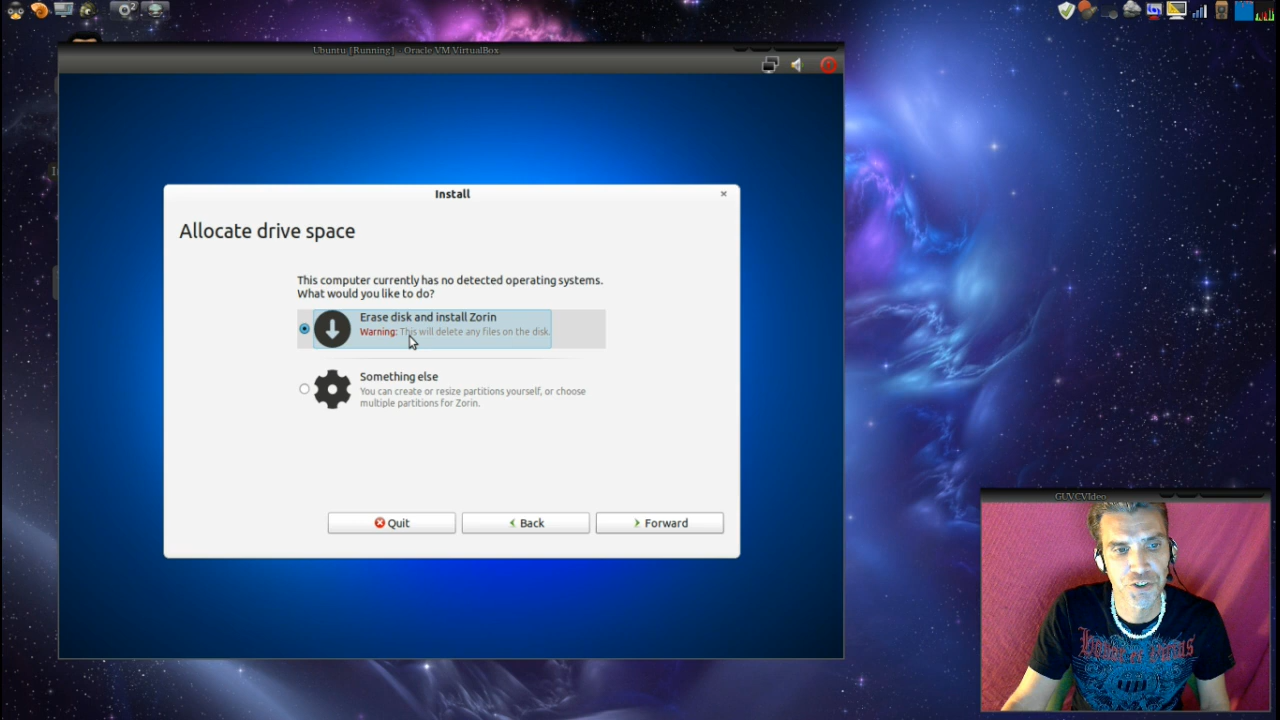 Ubuntu [Running] - Oracle VM VirtualBox
Install
Allocate drive space
This computer currently has no detected operating systems.
What would you like to do?
Erase disk and install Zorin
Warning: This will delete any files on the disk.
Something else
You can create or resize partitions yourself, or choose
multiple partitions for Zorin.
Quit
Back
Forward
GUVCVideo